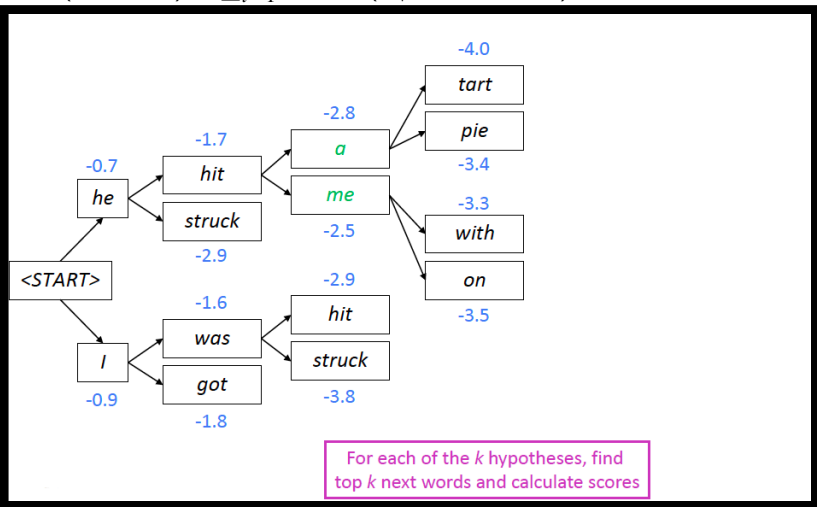 -4.0
tart
-2.8
-1.7
a
pie
-0.7
hit
-3.4
he
me
-3.3
struck
-2.5
with
-2.9
-2.9
<START>
on
-1.6
hit
-3.5
was
I
struck
got
-0.9
-3.8
-1.8
For each of the k hypotheses, find
top k next words and calculate scores